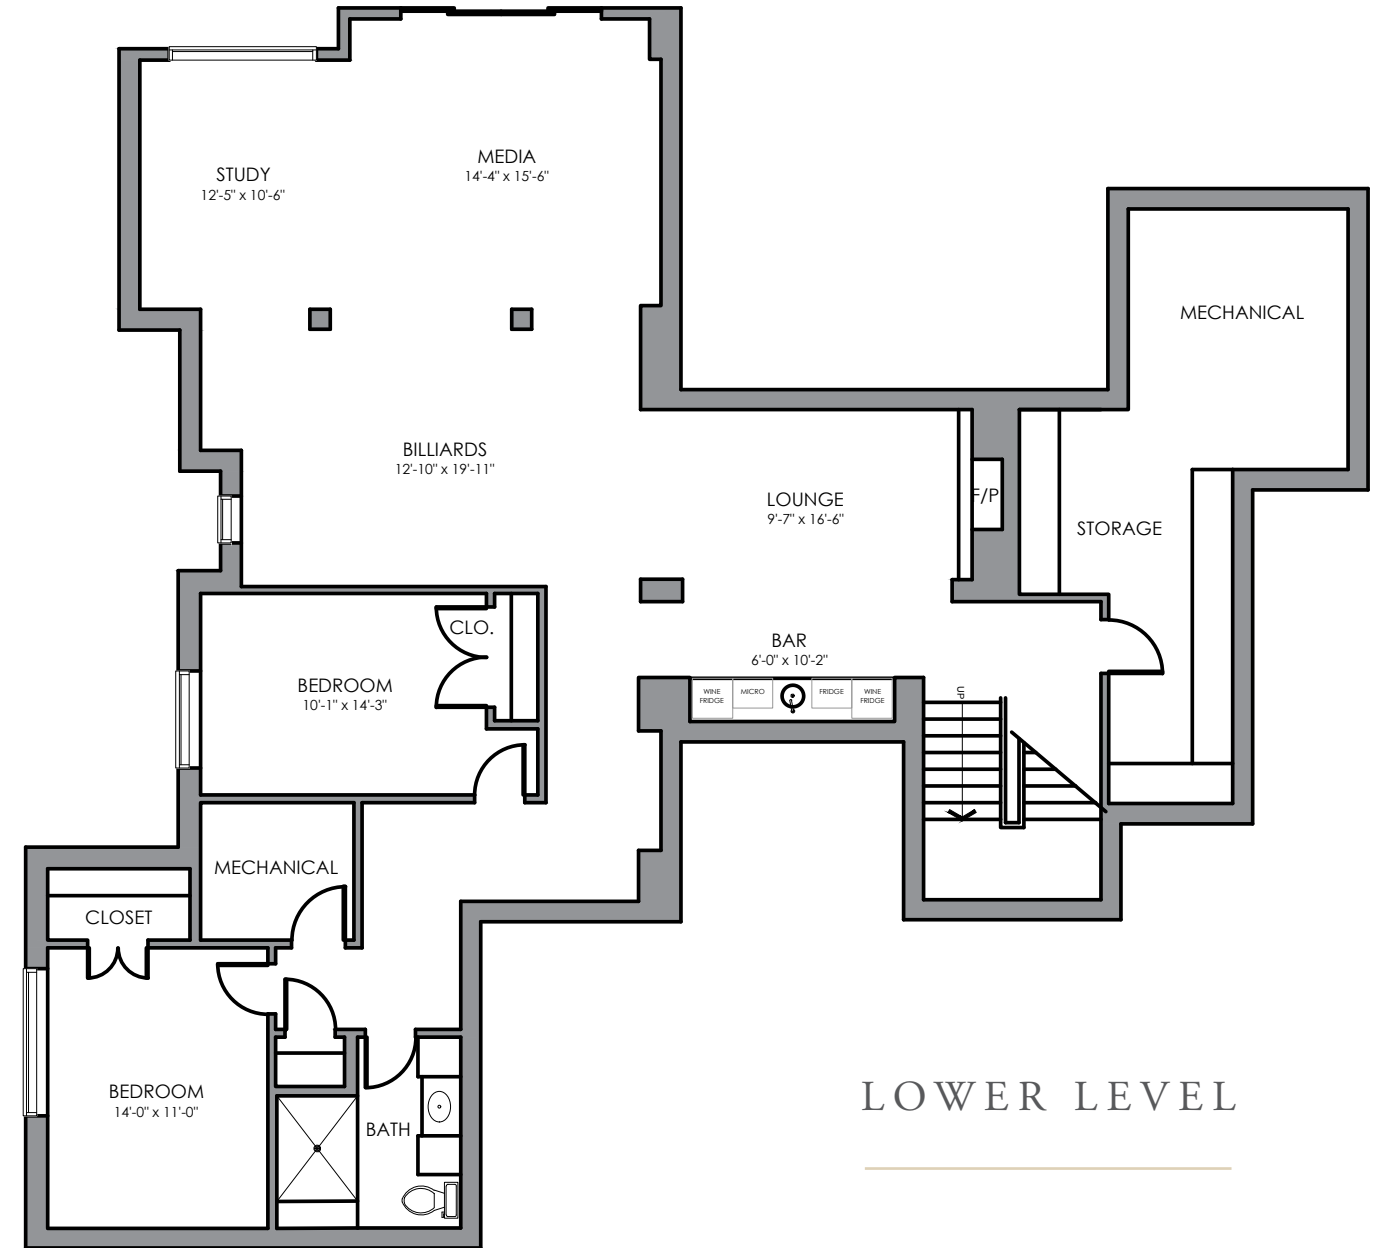 MEDIA
14'-4" x 15'-6"
STUDY
12'-5" x 10'-6"
MECHANICAL
BILLIARDS
12'-10" x 19'-11"
LOUNGE
9'-7" x 16'-6"
F/P
STORAGE
CLO.
BEDROOM
10'-1" x 14'-3"
BAR
6'-0" x 10'-2"
WINE
FRIDGE
MICRO
FRIDGE
WINE
FRIDGE
UP
MECHANICAL
CLOSET
BEDROOM
14'-0" x 11'-0"
BATH
LOWER LEVEL